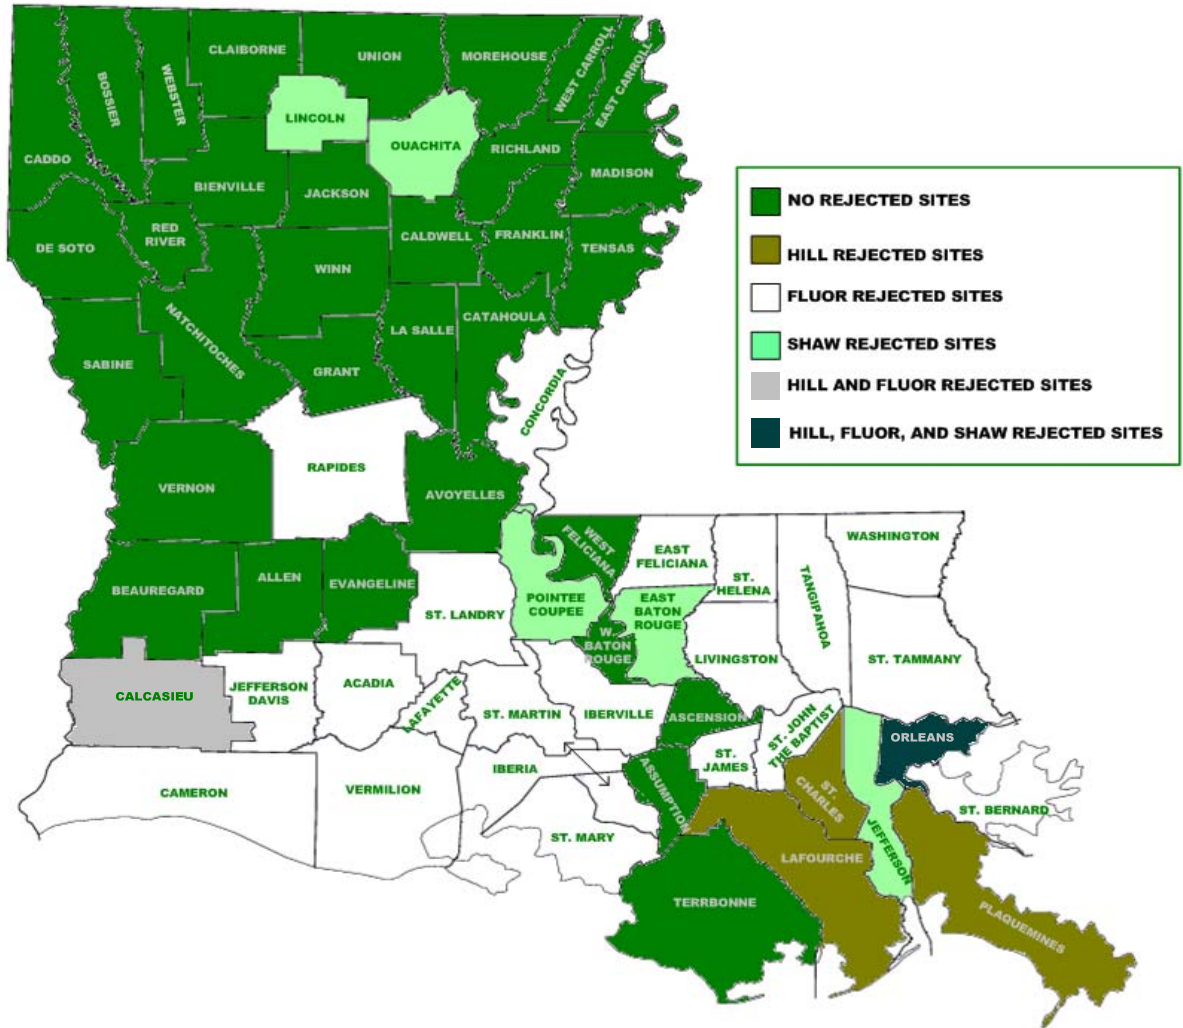 CLAIBORNE
UNION
MOREHOUSE
WEST CARROLL
EAST CARROLL
BOSSIER
WEBSTER
LINCOLN
OUACHITA
RICHLAND
CADDO
MADISON
BIENVILLE
JACKSON
DE SOTO
RED
RIVER
CALDWELL
FRANKLIN
TENSAS
WINN
NATCHITOCHES
LA SALLE
CATAHOULA
SABINE
GRANT
CONCORDIA
RAPIDES
VERNON
AVOYELLES
NO REJECTED SITES
HILL REJECTED SITES
FLUOR REJECTED SITES
SHAW REJECTED SITES
HILL AND FLUOR REJECTED SITES
HILL, FLUOR, AND SHAW REJECTED SITES
WEST
FELICIANA
EAST
FELICIANA
WASHINGTON
BEAUREGARD
ALLEN
EVANGELINE
ST. LANDRY
POINTEE
COUPEE
EAST
BATON
ROUGE
ST.
HELENA
TANGIPAHOA
W.
BATON
ROUGE
LIVINGSTON
ST. TAMMANY
CALCASIEU
JEFFERSON
DAVIS
ACADIA
LAFAYETTE
ST. MARTIN
IBERVILLE
ASCENSION
ST. JOHN
THE BAPTIST
ORLEANS
ST.
JAMES
IBERIA
CAMERON
VERMILION
ASSUMPTION
ST.
CHARLES
ST. BERNARD
ST. MARY
JEFFERSON
LAFOURCHE
TERRBONNE
PLAQUEMINES